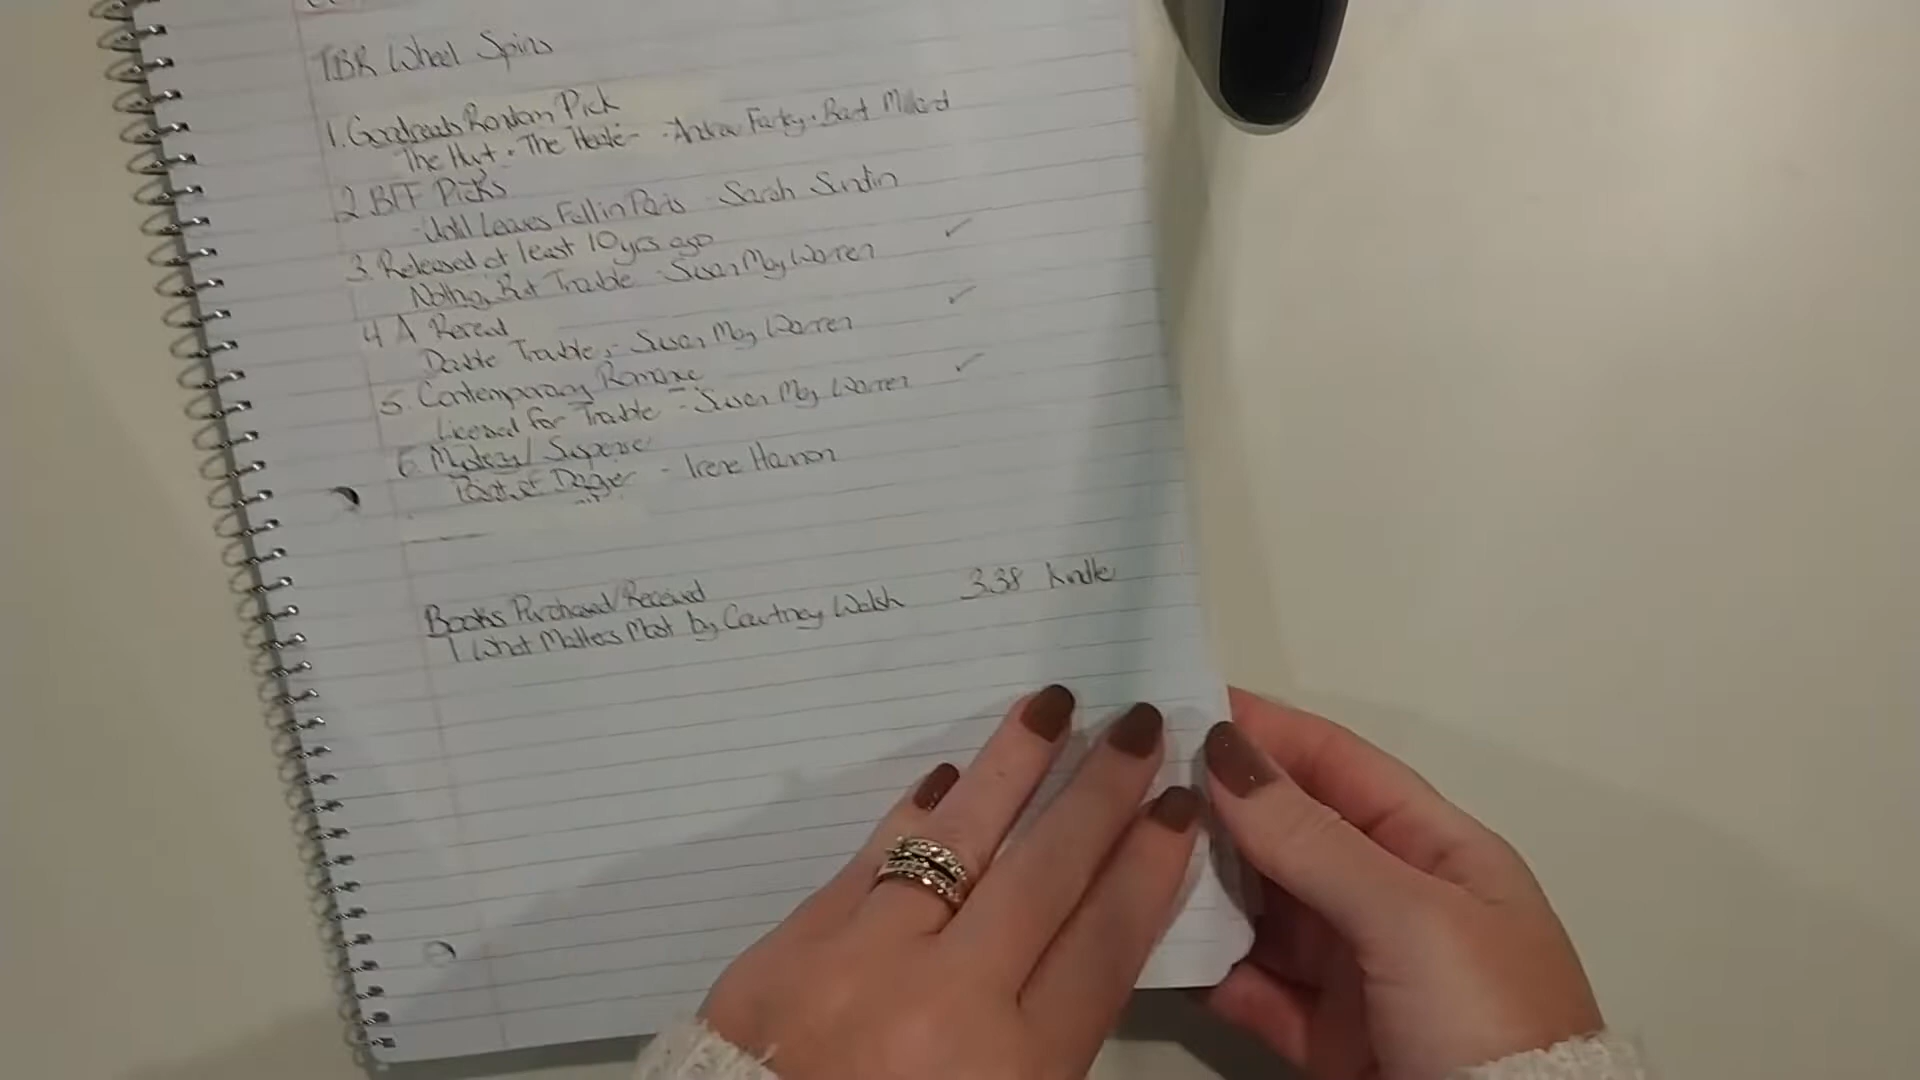 TBR Wheel Spins
1. Goodreads Random Pick
The Hurt + The Healer - Andrew Farley + Bart Millard
2 BFF Picks
- Until Leaves Fall in Paris - Sarah Sundin
3. Released at least 10 yrs ago
Nothing But Trouble - Susan May Warren ✓
4 A Reread
Double Trouble - Susan May Warren ✓
5. Contemporary Romance
Licensed for Trouble - Susan May Warren ✓
6. Mystery/Suspense
Point of Danger - Irene Hannon
Books Purchased/Received
1 What Matters Most by Courtney Walsh 3.38 Kindle